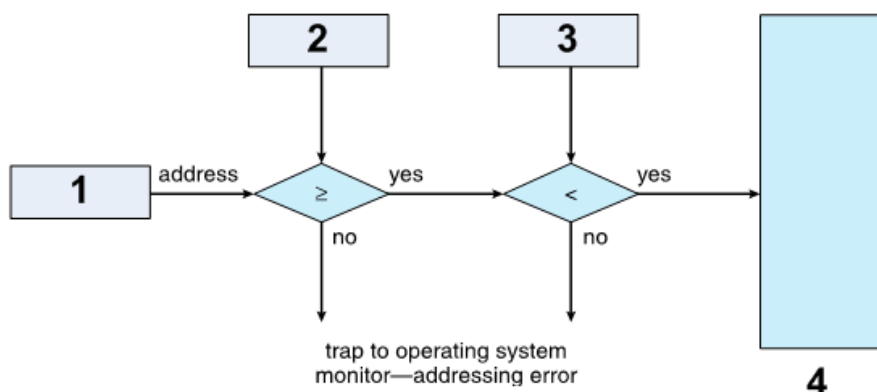 2
3
1
address
≥
yes
<
yes
no
no
trap to operating system
monitor—addressing error
4